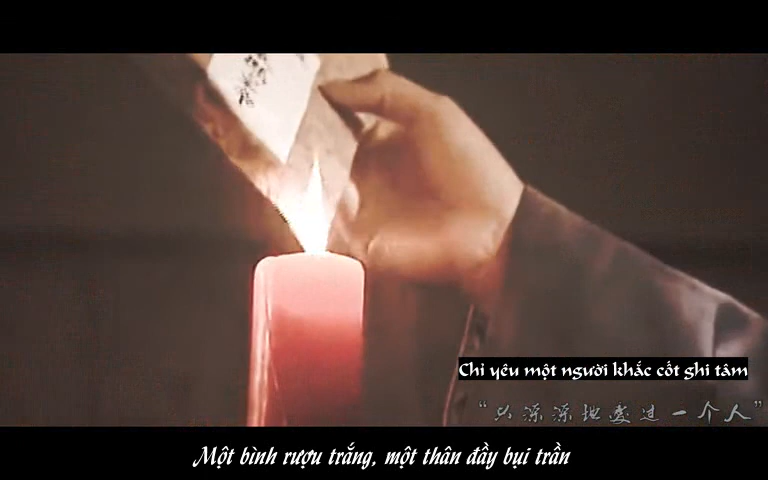 Chỉ yêu một người khắc cốt ghi tâm
“只深深地爱过一个人”
Một bình rượu trắng, một thân đầy bụi trần